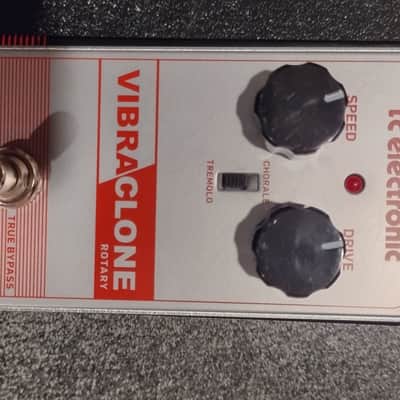 tc electronic
SPEED
DRIVE
CHORALE
TREMOLO
VIBRACLONE
ROTARY
TRUE BYPASS